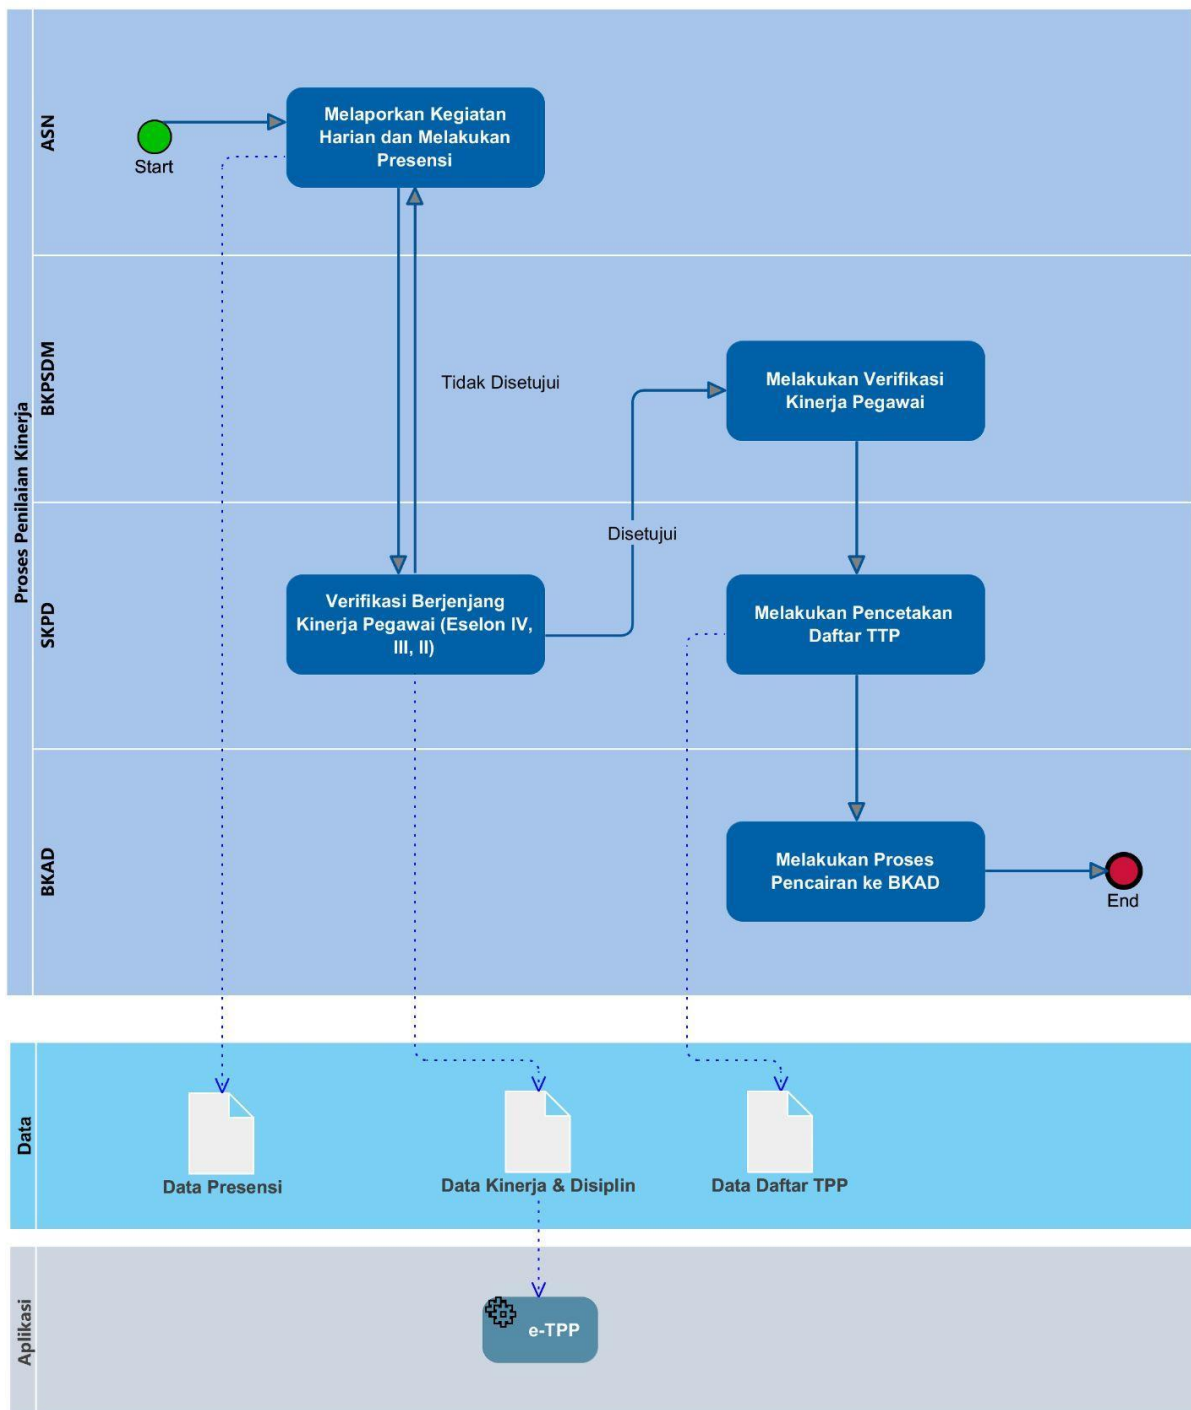 Proses Penilaian Kinerja
ASN
Start
Melaporkan Kegiatan
Harian dan Melakukan
Presensi
BKPSDM
Tidak Disetujui
Melakukan Verifikasi
Kinerja Pegawai
SKPD
Disetujui
Verifikasi Berjenjang
Kinerja Pegawai (Eselon IV,
III, II)
Melakukan Pencetakan
Daftar TTP
BKAD
Melakukan Proses
Pencairan ke BKAD
End
Data
Data Presensi
Data Kinerja & Disiplin
Data Daftar TPP
Aplikasi
e-TPP